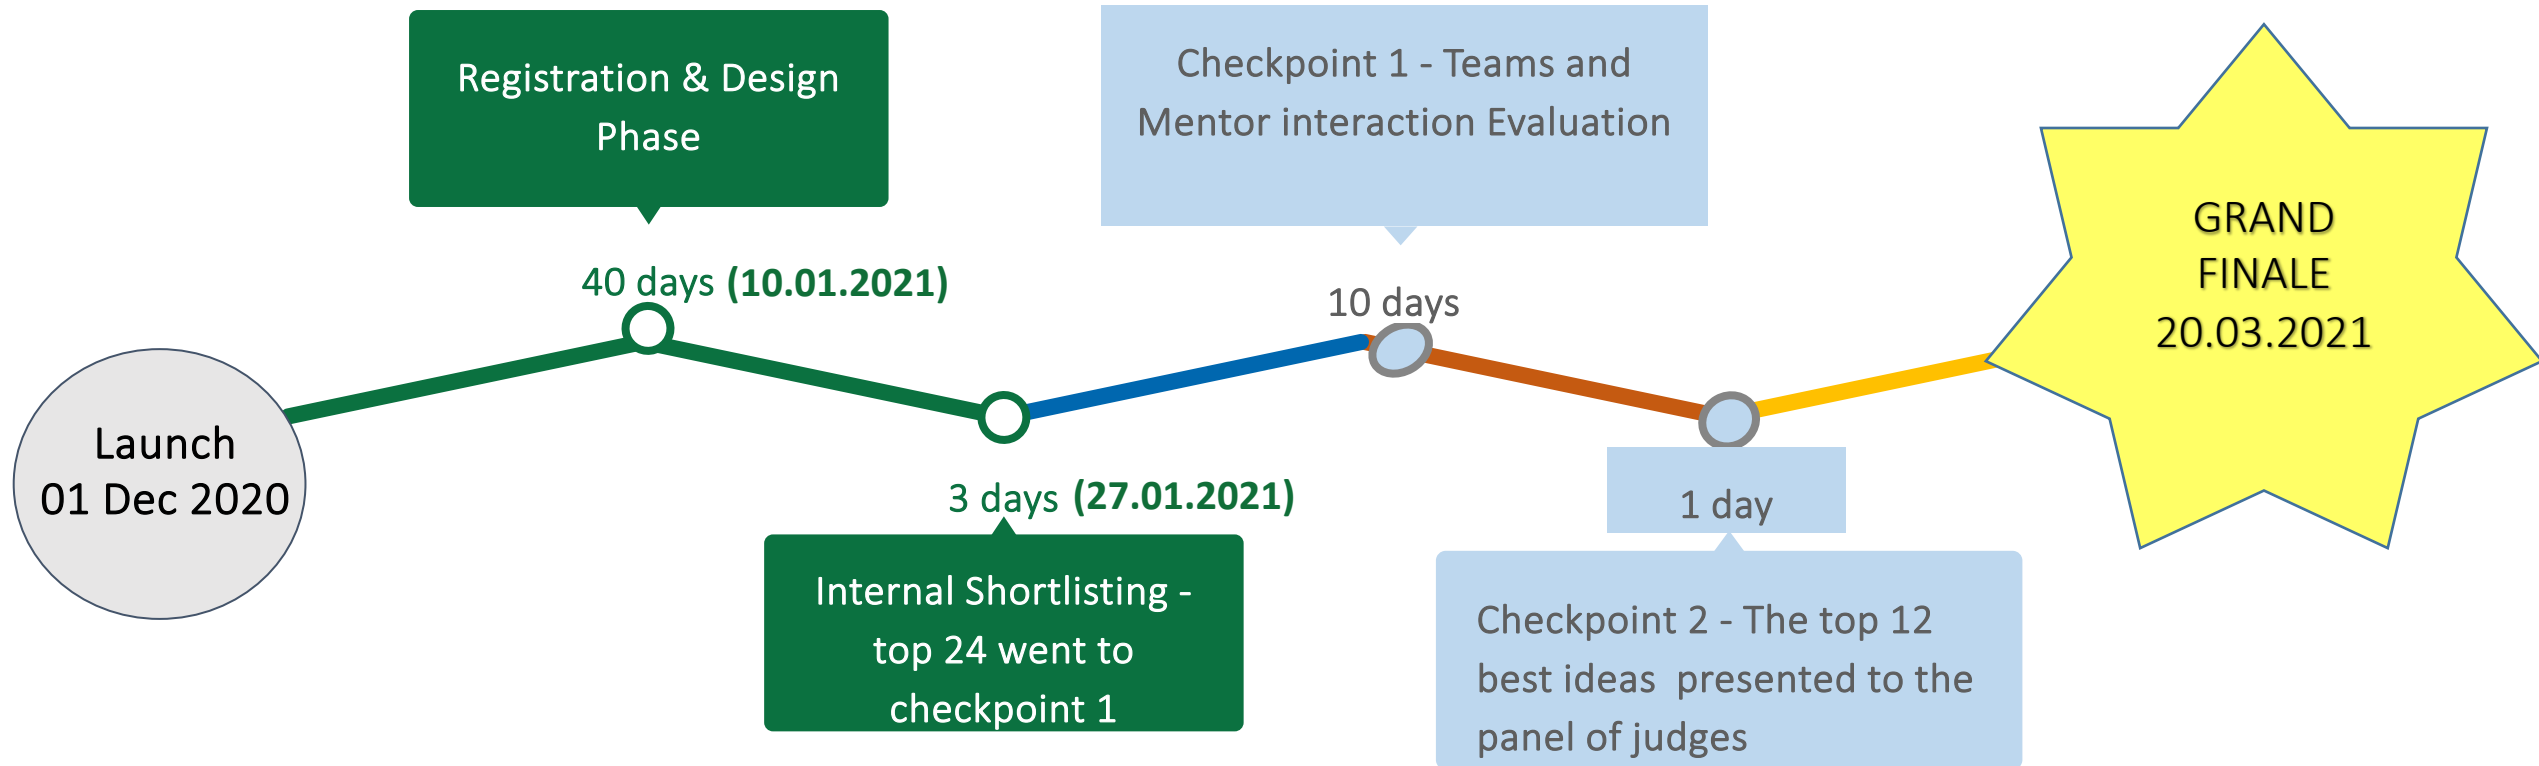 Launch
01 Dec 2020
Registration & Design
Phase
40 days (10.01.2021)
3 days (27.01.2021)
Internal Shortlisting -
top 24 went to
checkpoint 1
Checkpoint 1 - Teams and
Mentor interaction Evaluation
10 days
1 day
Checkpoint 2 - The top 12
best ideas presented to the
panel of judges
GRAND
FINALE
20.03.2021